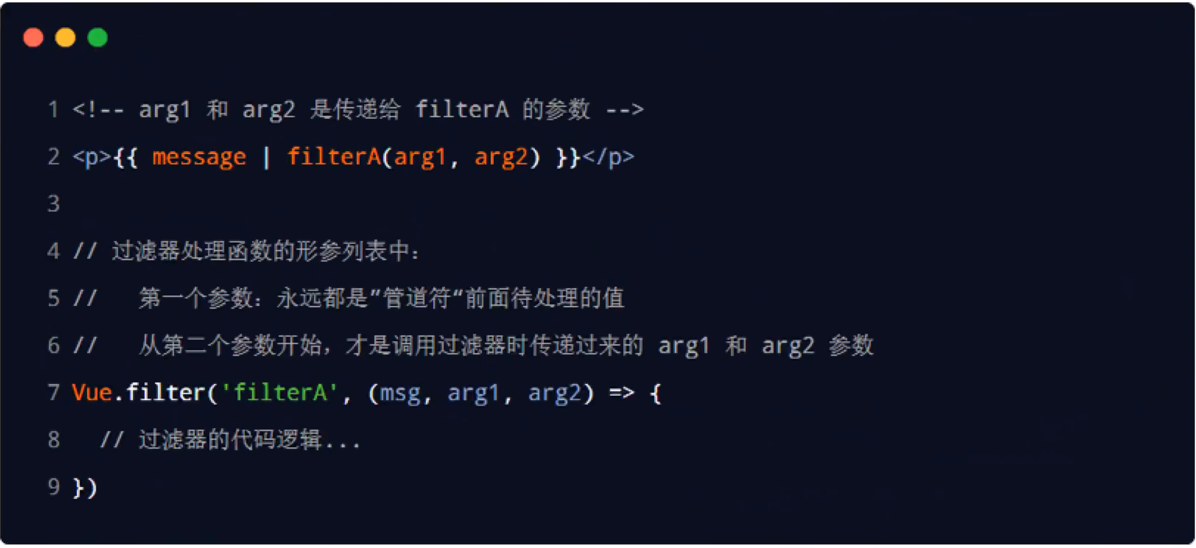 1 <!-- arg1 和 arg2 是传递给 filterA 的参数 -->
2 <p>{{ message | filterA(arg1, arg2) }}</p>
3
4 // 过滤器处理函数的形参列表中：
5 //   第一个参数：永远都是”管道符“前面待处理的值
6 //   从第二个参数开始，才是调用过滤器时传递过来的 arg1 和 arg2 参数
7 Vue.filter('filterA', (msg, arg1, arg2) => {
8   // 过滤器的代码逻辑...
9 })